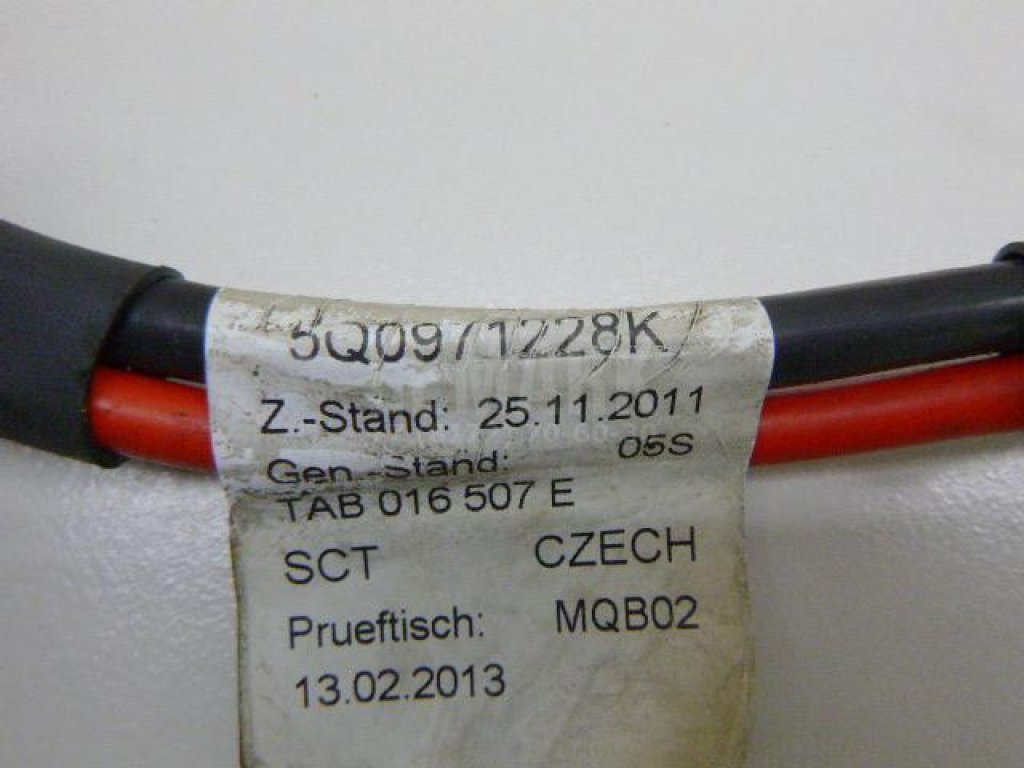 5Q0971228K
Z.-Stand: 25.11.2011
Gen.-Stand: 05S
TAB 016 507 E
SCT CZECH
Prueftisch: MQB02
13.02.2013